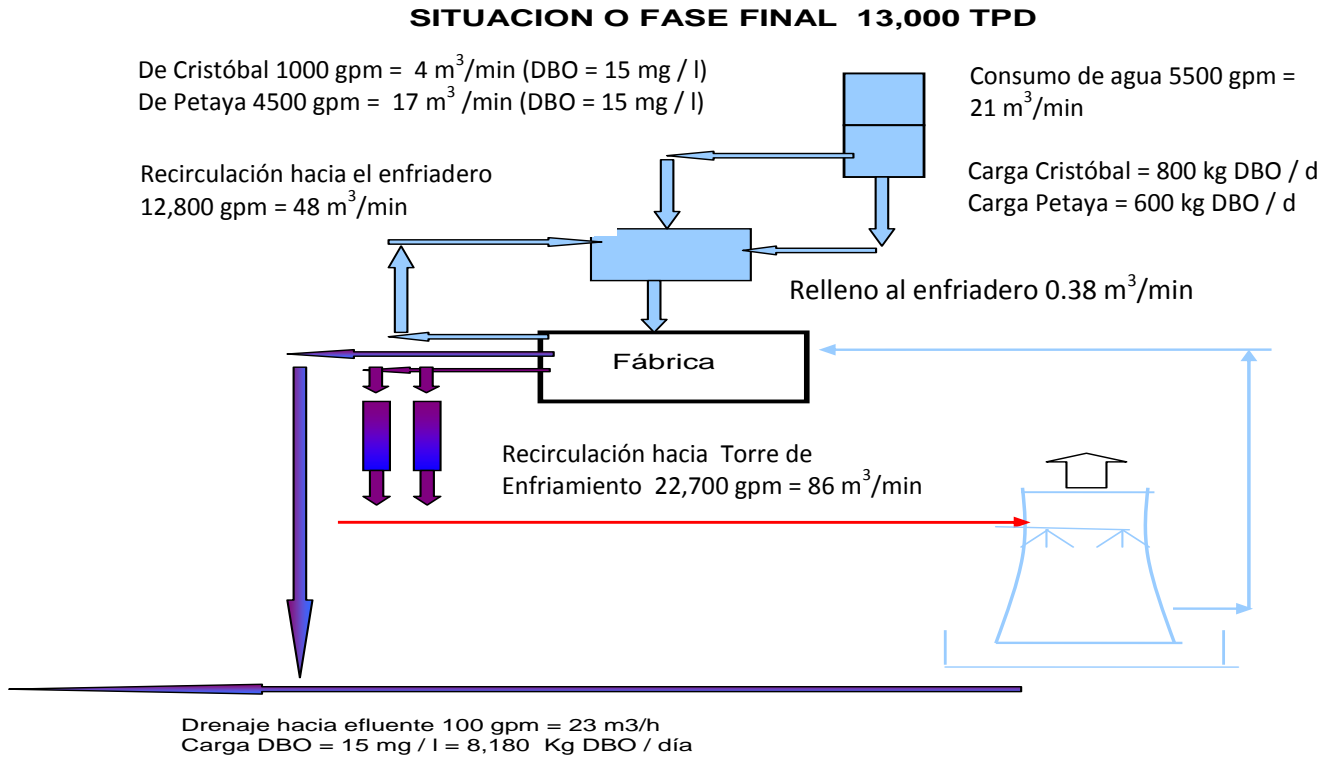 SITUACION O FASE FINAL 13,000 TPD
De Cristóbal 1000 gpm = 4 m³/min (DBO = 15 mg / l)
De Petaya 4500 gpm = 17 m³ /min (DBO = 15 mg / l)
Consumo de agua 5500 gpm =
21 m³/min
Recirculación hacia el enfriadero
12,800 gpm = 48 m³/min
Carga Cristóbal = 800 kg DBO / d
Carga Petaya = 600 kg DBO / d
Relleno al enfriadero 0.38 m³/min
Fábrica
Recirculación hacia Torre de
Enfriamiento 22,700 gpm = 86 m³/min
Drenaje hacia efluente 100 gpm = 23 m3/h
Carga DBO = 15 mg / l = 8,180 Kg DBO / día